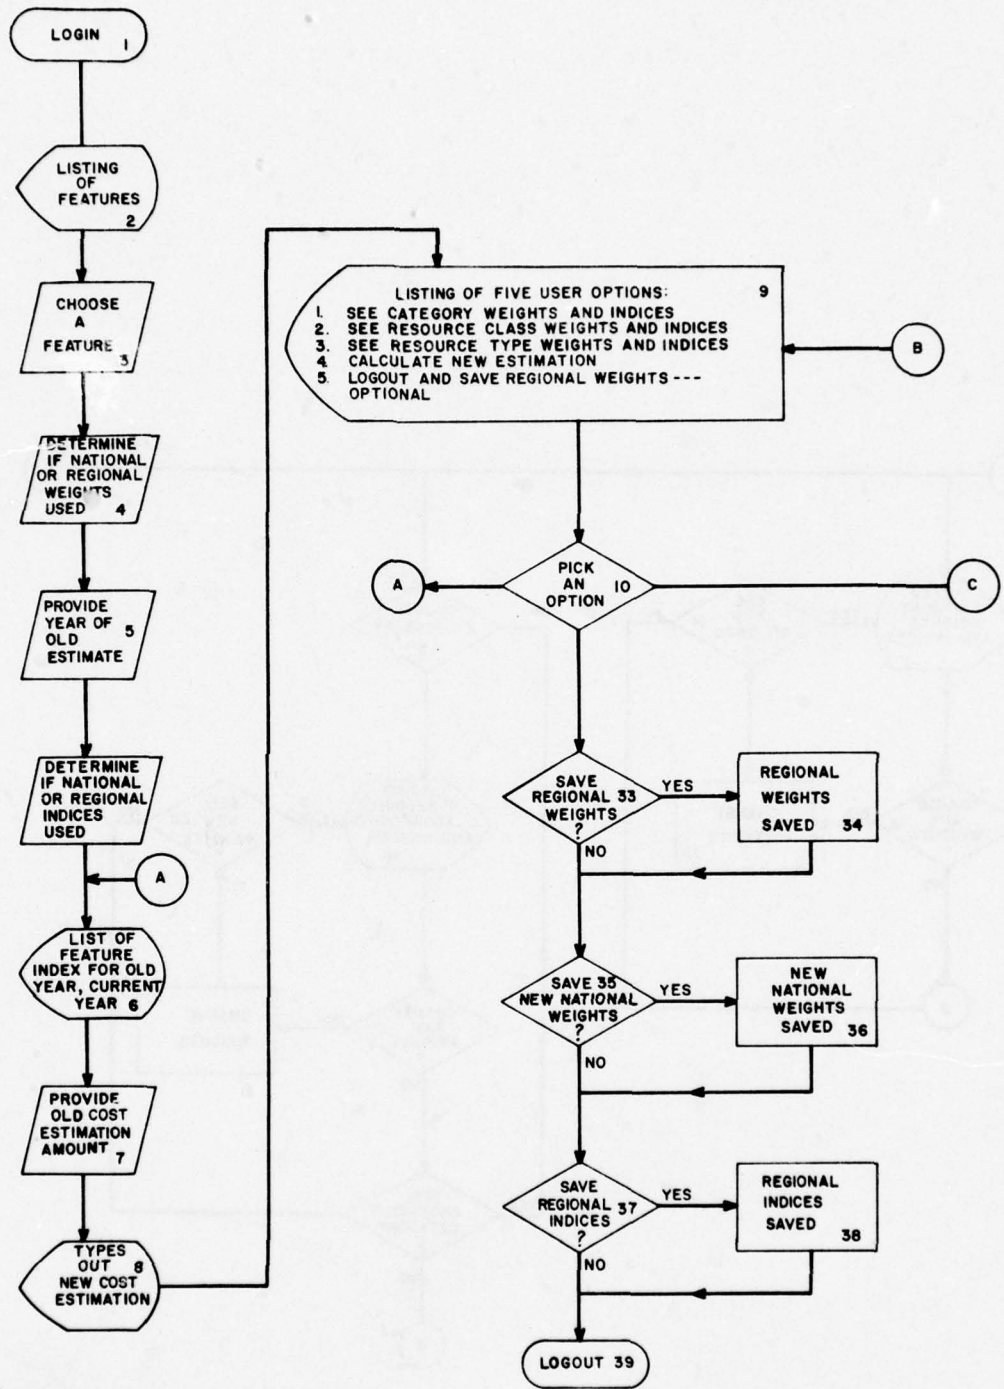 LOGIN 1
LISTING
OF
FEATURES
2
CHOOSE
A
FEATURE
3
DETERMINE
IF NATIONAL
OR REGIONAL
WEIGHTS
USED 4
PROVIDE
YEAR OF 5
OLD
ESTIMATE
DETERMINE
IF NATIONAL
OR REGIONAL
INDICES
USED
A
LIST OF
FEATURE
INDEX FOR OLD
YEAR, CURRENT
YEAR 6
PROVIDE
OLD COST
ESTIMATION
AMOUNT 7
TYPES
OUT 8
NEW COST
ESTIMATION
LISTING OF FIVE USER OPTIONS: 9
1. SEE CATEGORY WEIGHTS AND INDICES
2. SEE RESOURCE CLASS WEIGHTS AND INDICES
3. SEE RESOURCE TYPE WEIGHTS AND INDICES
4. CALCULATE NEW ESTIMATION
5. LOGOUT AND SAVE REGIONAL WEIGHTS ---
OPTIONAL
B
A
PICK
AN 10
OPTION
C
SAVE
REGIONAL 33
WEIGHTS
?
YES
REGIONAL
WEIGHTS
SAVED 34
NO
SAVE 35
NEW NATIONAL
WEIGHTS
?
YES
NEW
NATIONAL
WEIGHTS
SAVED 36
NO
SAVE
REGIONAL 37
INDICES
?
YES
REGIONAL
INDICES
SAVED
38
NO
LOGOUT 39